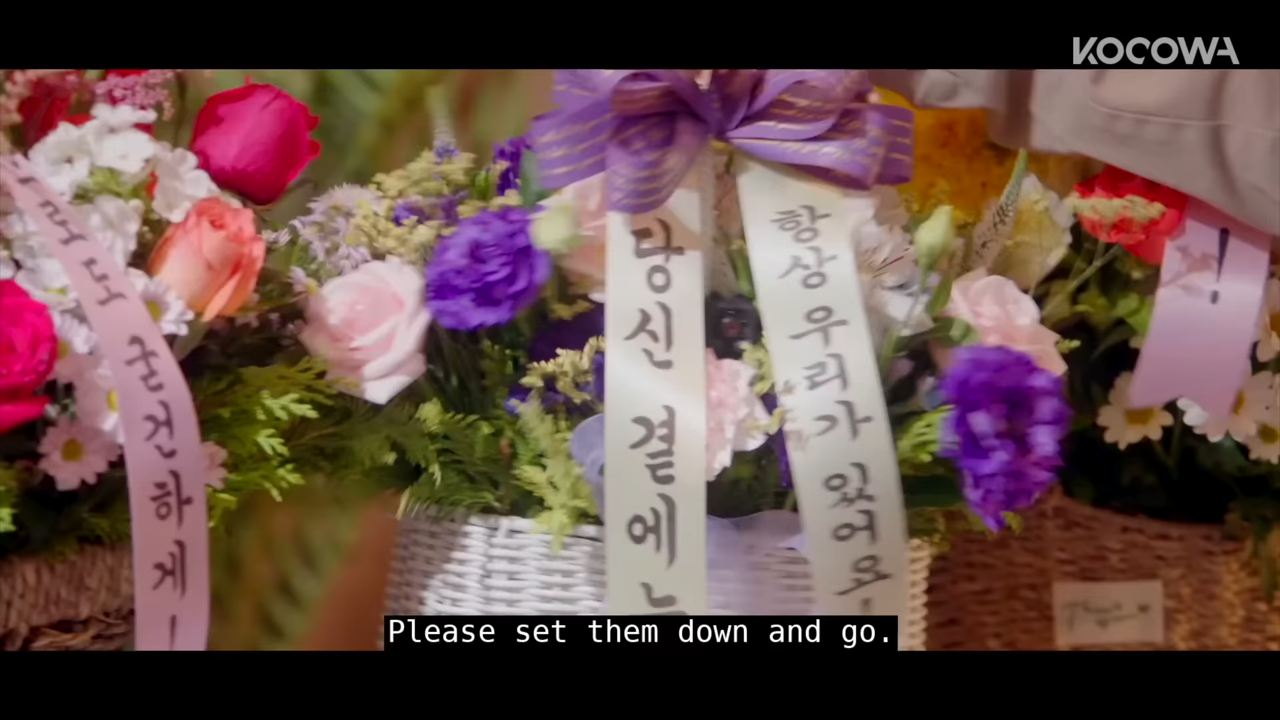 KOCOWA
굳건하게!
당신 곁에는
항상 우리가 있어요!
!
Please set them down and go.